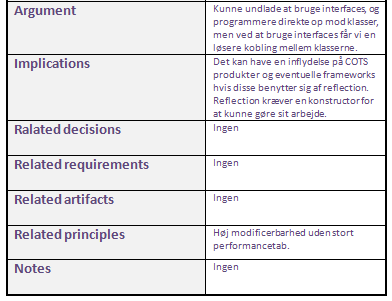 Argument
Kunne undlade at bruge interfaces, og
programmere direkte op mod klasser,
men ved at bruge interfaces får vi en
løsere kobling mellem klasserne.
Implications
Det kan have en inflydelse på COTS
produkter og eventuelle frameworks
hvis disse benytter sig af reflection.
Reflection kræver en konstructor for
at kunne gøre sit arbejde.
Ralated decisions
Ingen
Related requirements
Ingen
Related artifacts
Ingen
Related principles
Høj modificerbarhed uden stort
performancetab.
Notes
Ingen